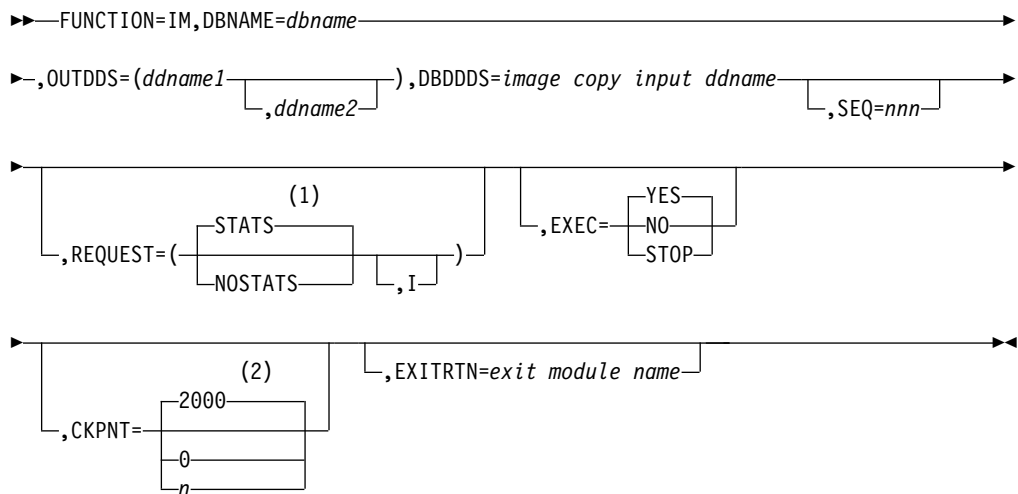 FUNCTION=IM,DBNAME=dbname
,OUTDDS=(ddname1 ,ddname2 ),DBDDDS=image copy input ddname ,SEQ=nnn
,REQUEST=( STATS (1) NOSTATS ,I ) ,EXEC= YES NO STOP
,CKPNT= 2000 (2) 0 n ,EXITRTN=exit module name